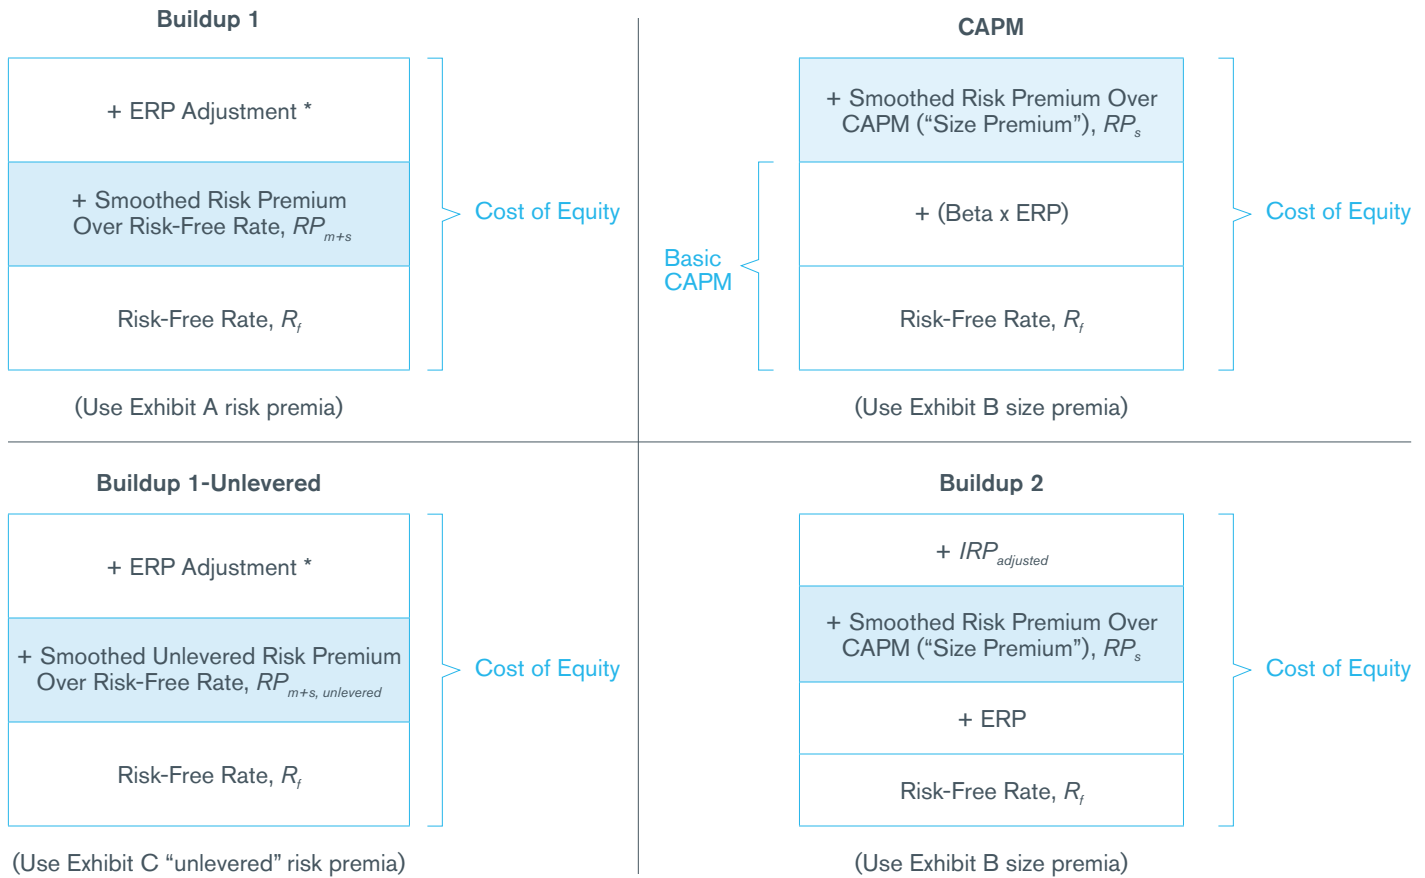 Buildup 1
+ ERP Adjustment *
+ Smoothed Risk Premium
Over Risk-Free Rate, RPm+s
Risk-Free Rate, Rf
Cost of Equity
(Use Exhibit A risk premia)
CAPM
+ Smoothed Risk Premium Over
CAPM (“Size Premium”), RPs
+ (Beta x ERP)
Risk-Free Rate, Rf
Basic
CAPM
Cost of Equity
(Use Exhibit B size premia)
Buildup 1-Unlevered
+ ERP Adjustment *
+ Smoothed Unlevered Risk Premium
Over Risk-Free Rate, RPm+s, unlevered
Risk-Free Rate, Rf
Cost of Equity
(Use Exhibit C “unlevered” risk premia)
Buildup 2
+ IRPadjusted
+ Smoothed Risk Premium Over
CAPM (“Size Premium”), RPs
+ ERP
Risk-Free Rate, Rf
Cost of Equity
(Use Exhibit B size premia)